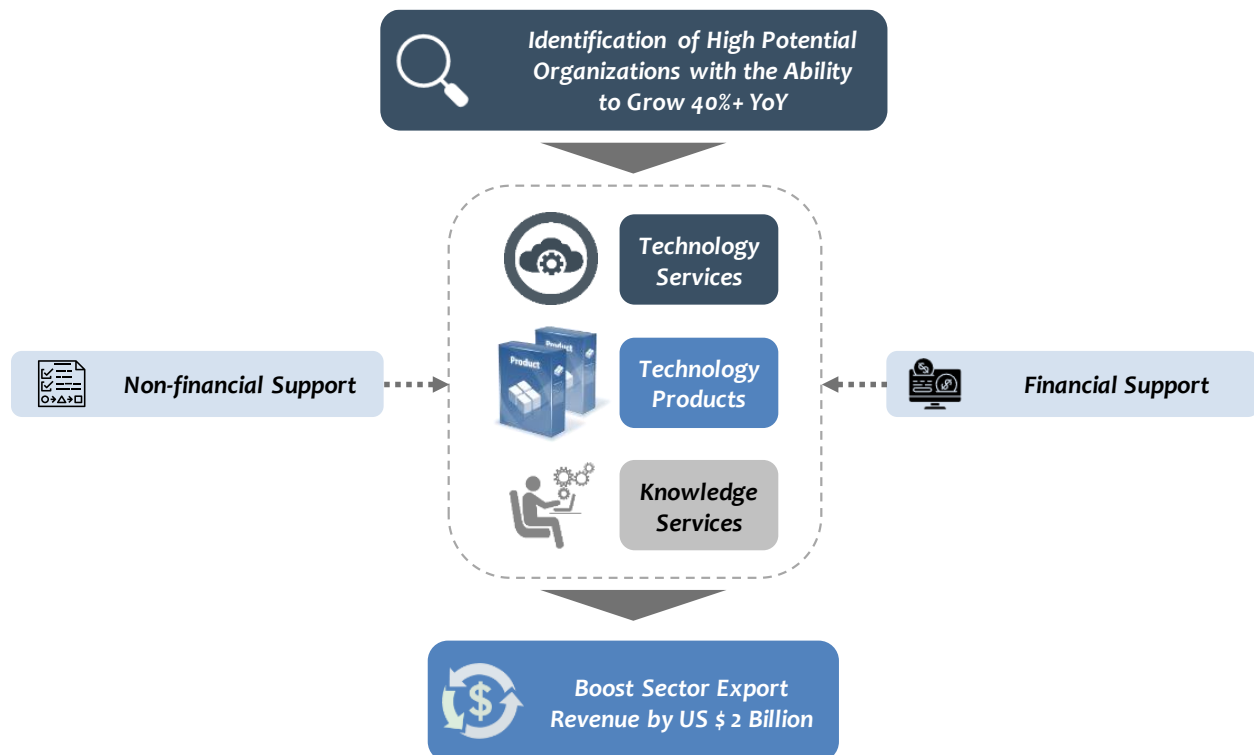 Identification of High Potential
Organizations with the Ability
to Grow 40%+ YoY
Technology
Services
Non-financial Support
Product
Product
Technology
Products
Financial Support
Knowledge
Services
Boost Sector Export
Revenue by US $ 2 Billion
$